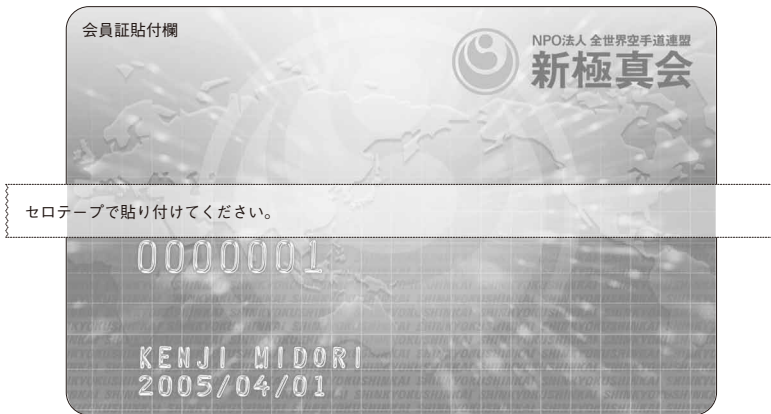 会員証貼付欄
NPO法人 全世界空手道連盟
新極真会
セロテープで貼り付けてください。
0000001
KENJI MIDORI
2005/04/01